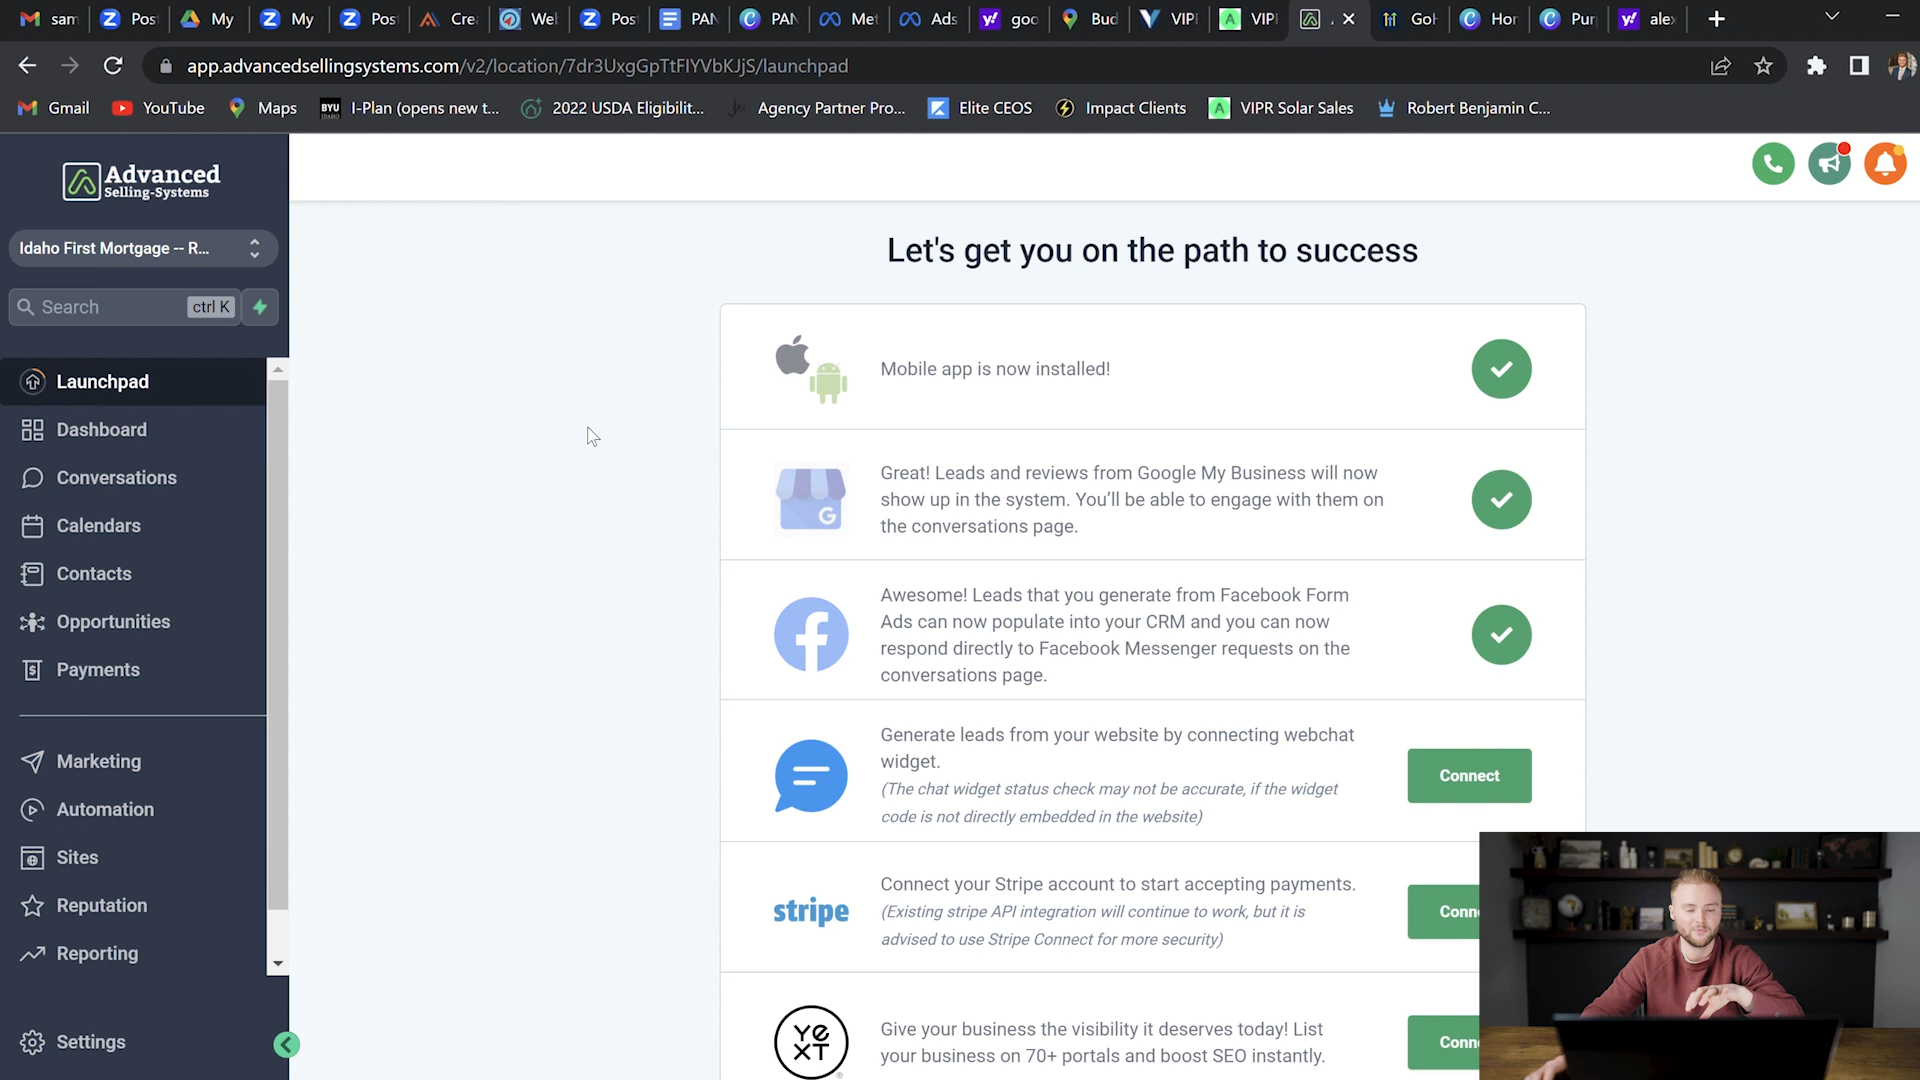 sam
Pos
My
My
Pos
Crea
Wel
Pos
PAN
PAN
Met
Ads
goo
Bud
VIPF
VIPF
Gol
Hor
Pur
alex
app.advancedsellingsystems.com/v2/location/7dr3UxgGpTtFlYVbKJjS/launchpad
Gmail
YouTube
Maps
BYU
IDAHO
I-Plan (opens new t...
2022 USDA Eligibilit...
Agency Partner Pro...
Elite CEOS
Impact Clients
VIPR Solar Sales
Robert Benjamin C...
Advanced
Selling-Systems
Idaho First Mortgage -- R...
Search
ctrl K
Launchpad
Dashboard
Conversations
Calendars
Contacts
Opportunities
Payments
Marketing
Automation
Sites
Reputation
Reporting
Settings
Let's get you on the path to success
Mobile app is now installed!
G
Great! Leads and reviews from Google My Business will now
show up in the system. You’ll be able to engage with them on
the conversations page.
Awesome! Leads that you generate from Facebook Form
Ads can now populate into your CRM and you can now
respond directly to Facebook Messenger requests on the
conversations page.
Generate leads from your website by connecting webchat
widget.
(The chat widget status check may not be accurate, if the widget
code is not directly embedded in the website)
Connect
stripe
Connect your Stripe account to start accepting payments.
(Existing stripe API integration will continue to work, but it is
advised to use Stripe Connect for more security)
Conne
YEXT
Give your business the visibility it deserves today! List
your business on 70+ portals and boost SEO instantly.
Conne